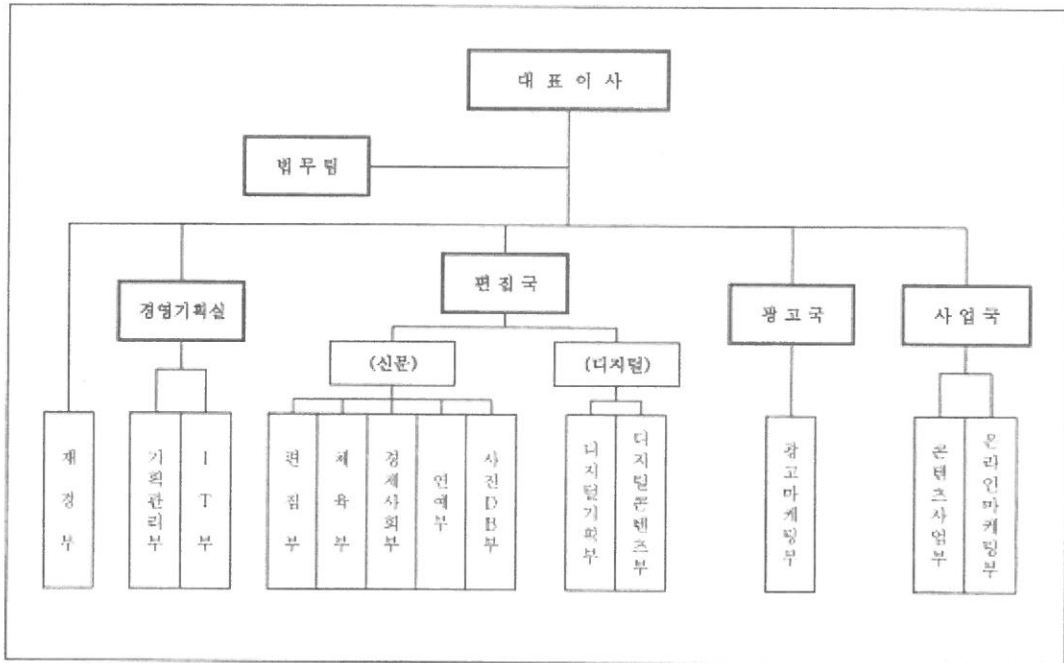 대 표 이 사
법 무 팀
편 집 국
경영기획실
광 고 국
사 업 국
(신문)
(디지털)
재 경 부
기획관리부
I T 부
편 집 부
체 육 부
경제사회부
연예부
사진DB부
디지털기획부
디지털콘텐츠부
광고마케팅부
콘텐츠사업부
온라인마케팅부